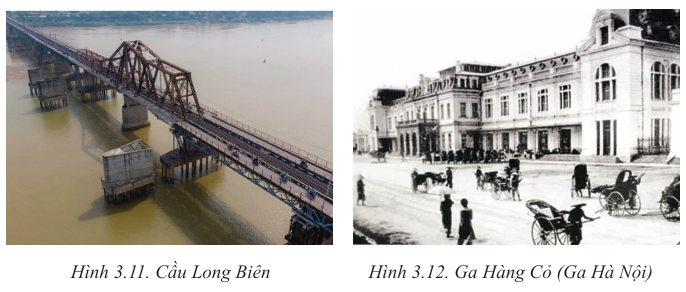 Hình 3.11. Cầu Long Biên
Hình 3.12. Ga Hàng Cỏ (Ga Hà Nội)